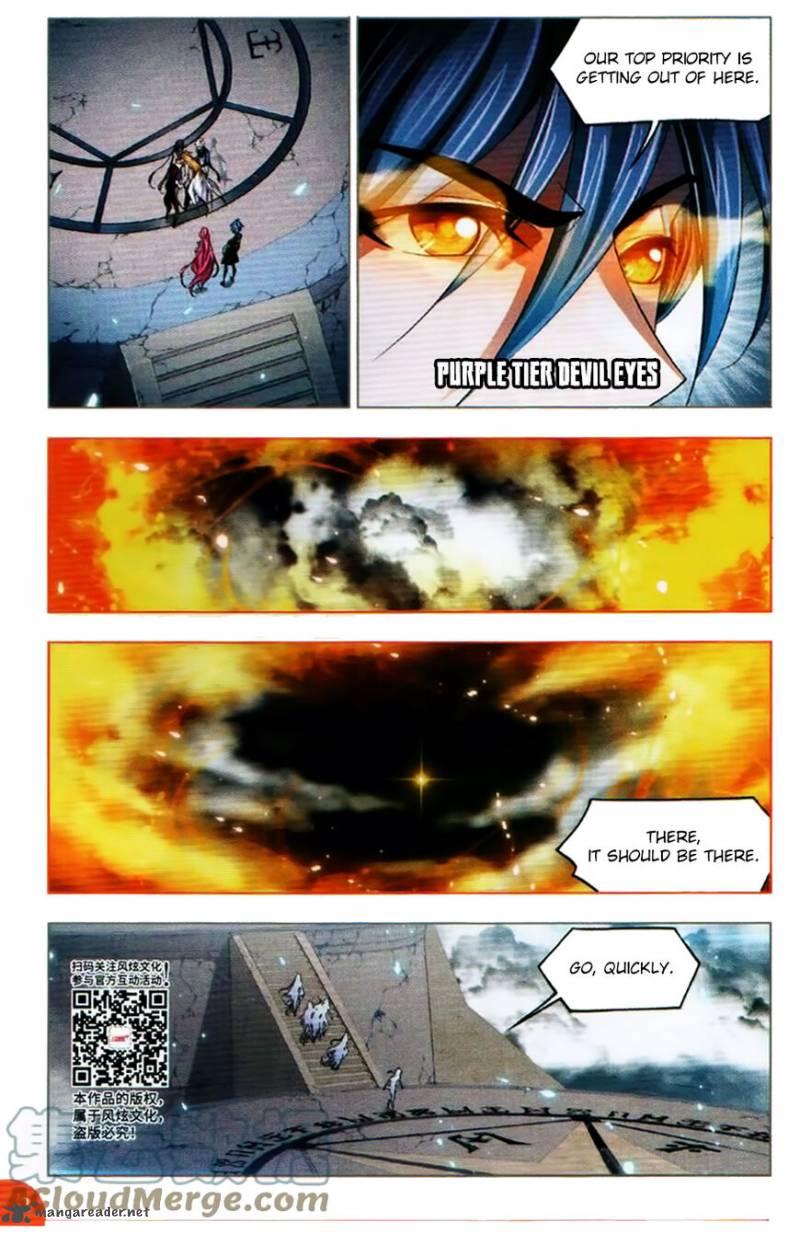 OUR TOP PRIORITY IS
GETTING OUT OF HERE.
PURPLE TIER DEVIL EYES
THERE,
IT SHOULD BE THERE.
GO, QUICKLY.
扫码关注风炫文化
参与官方互动活动!
本作品的版权,
属于风炫文化,
盗版必究!
CloudMerge.com
mangareader.net